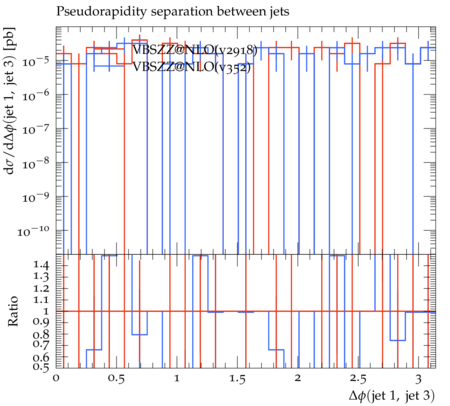 Pseudorapidity separation between jets
dσ/dΔϕ(jet 1, jet 3) [pb]
VBSZZ@NLO(v2918)
VBSZZ@NLO(v352)
10⁻⁵
10⁻⁶
10⁻⁷
10⁻⁸
10⁻⁹
10⁻¹⁰
Ratio
1.4
1.3
1.2
1.1
1
0.9
0.8
0.7
0.6
0.5
0 0.5 1 1.5 2 2.5 3
Δϕ(jet 1, jet 3)